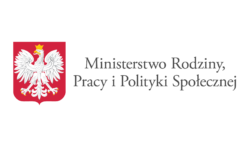 Ministerstwo Rodziny,
Pracy i Polityki Społecznej